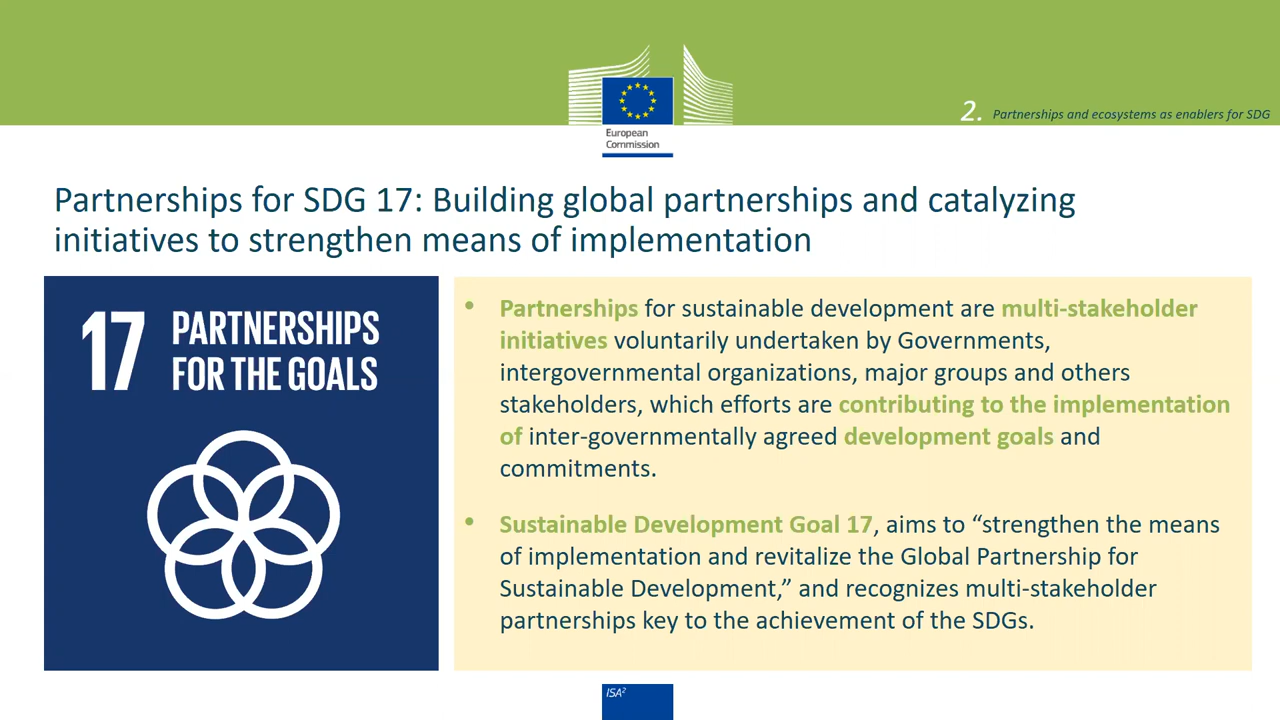 European
Commission
2. Partnerships and ecosystems as enablers for SDG
Partnerships for SDG 17: Building global partnerships and catalyzing
initiatives to strengthen means of implementation
17 PARTNERSHIPS
FOR THE GOALS
• Partnerships for sustainable development are multi-stakeholder
initiatives voluntarily undertaken by Governments,
intergovernmental organizations, major groups and others
stakeholders, which efforts are contributing to the implementation
of inter-governmentally agreed development goals and
commitments.
• Sustainable Development Goal 17, aims to “strengthen the means
of implementation and revitalize the Global Partnership for
Sustainable Development,” and recognizes multi-stakeholder
partnerships key to the achievement of the SDGs.
ISA²